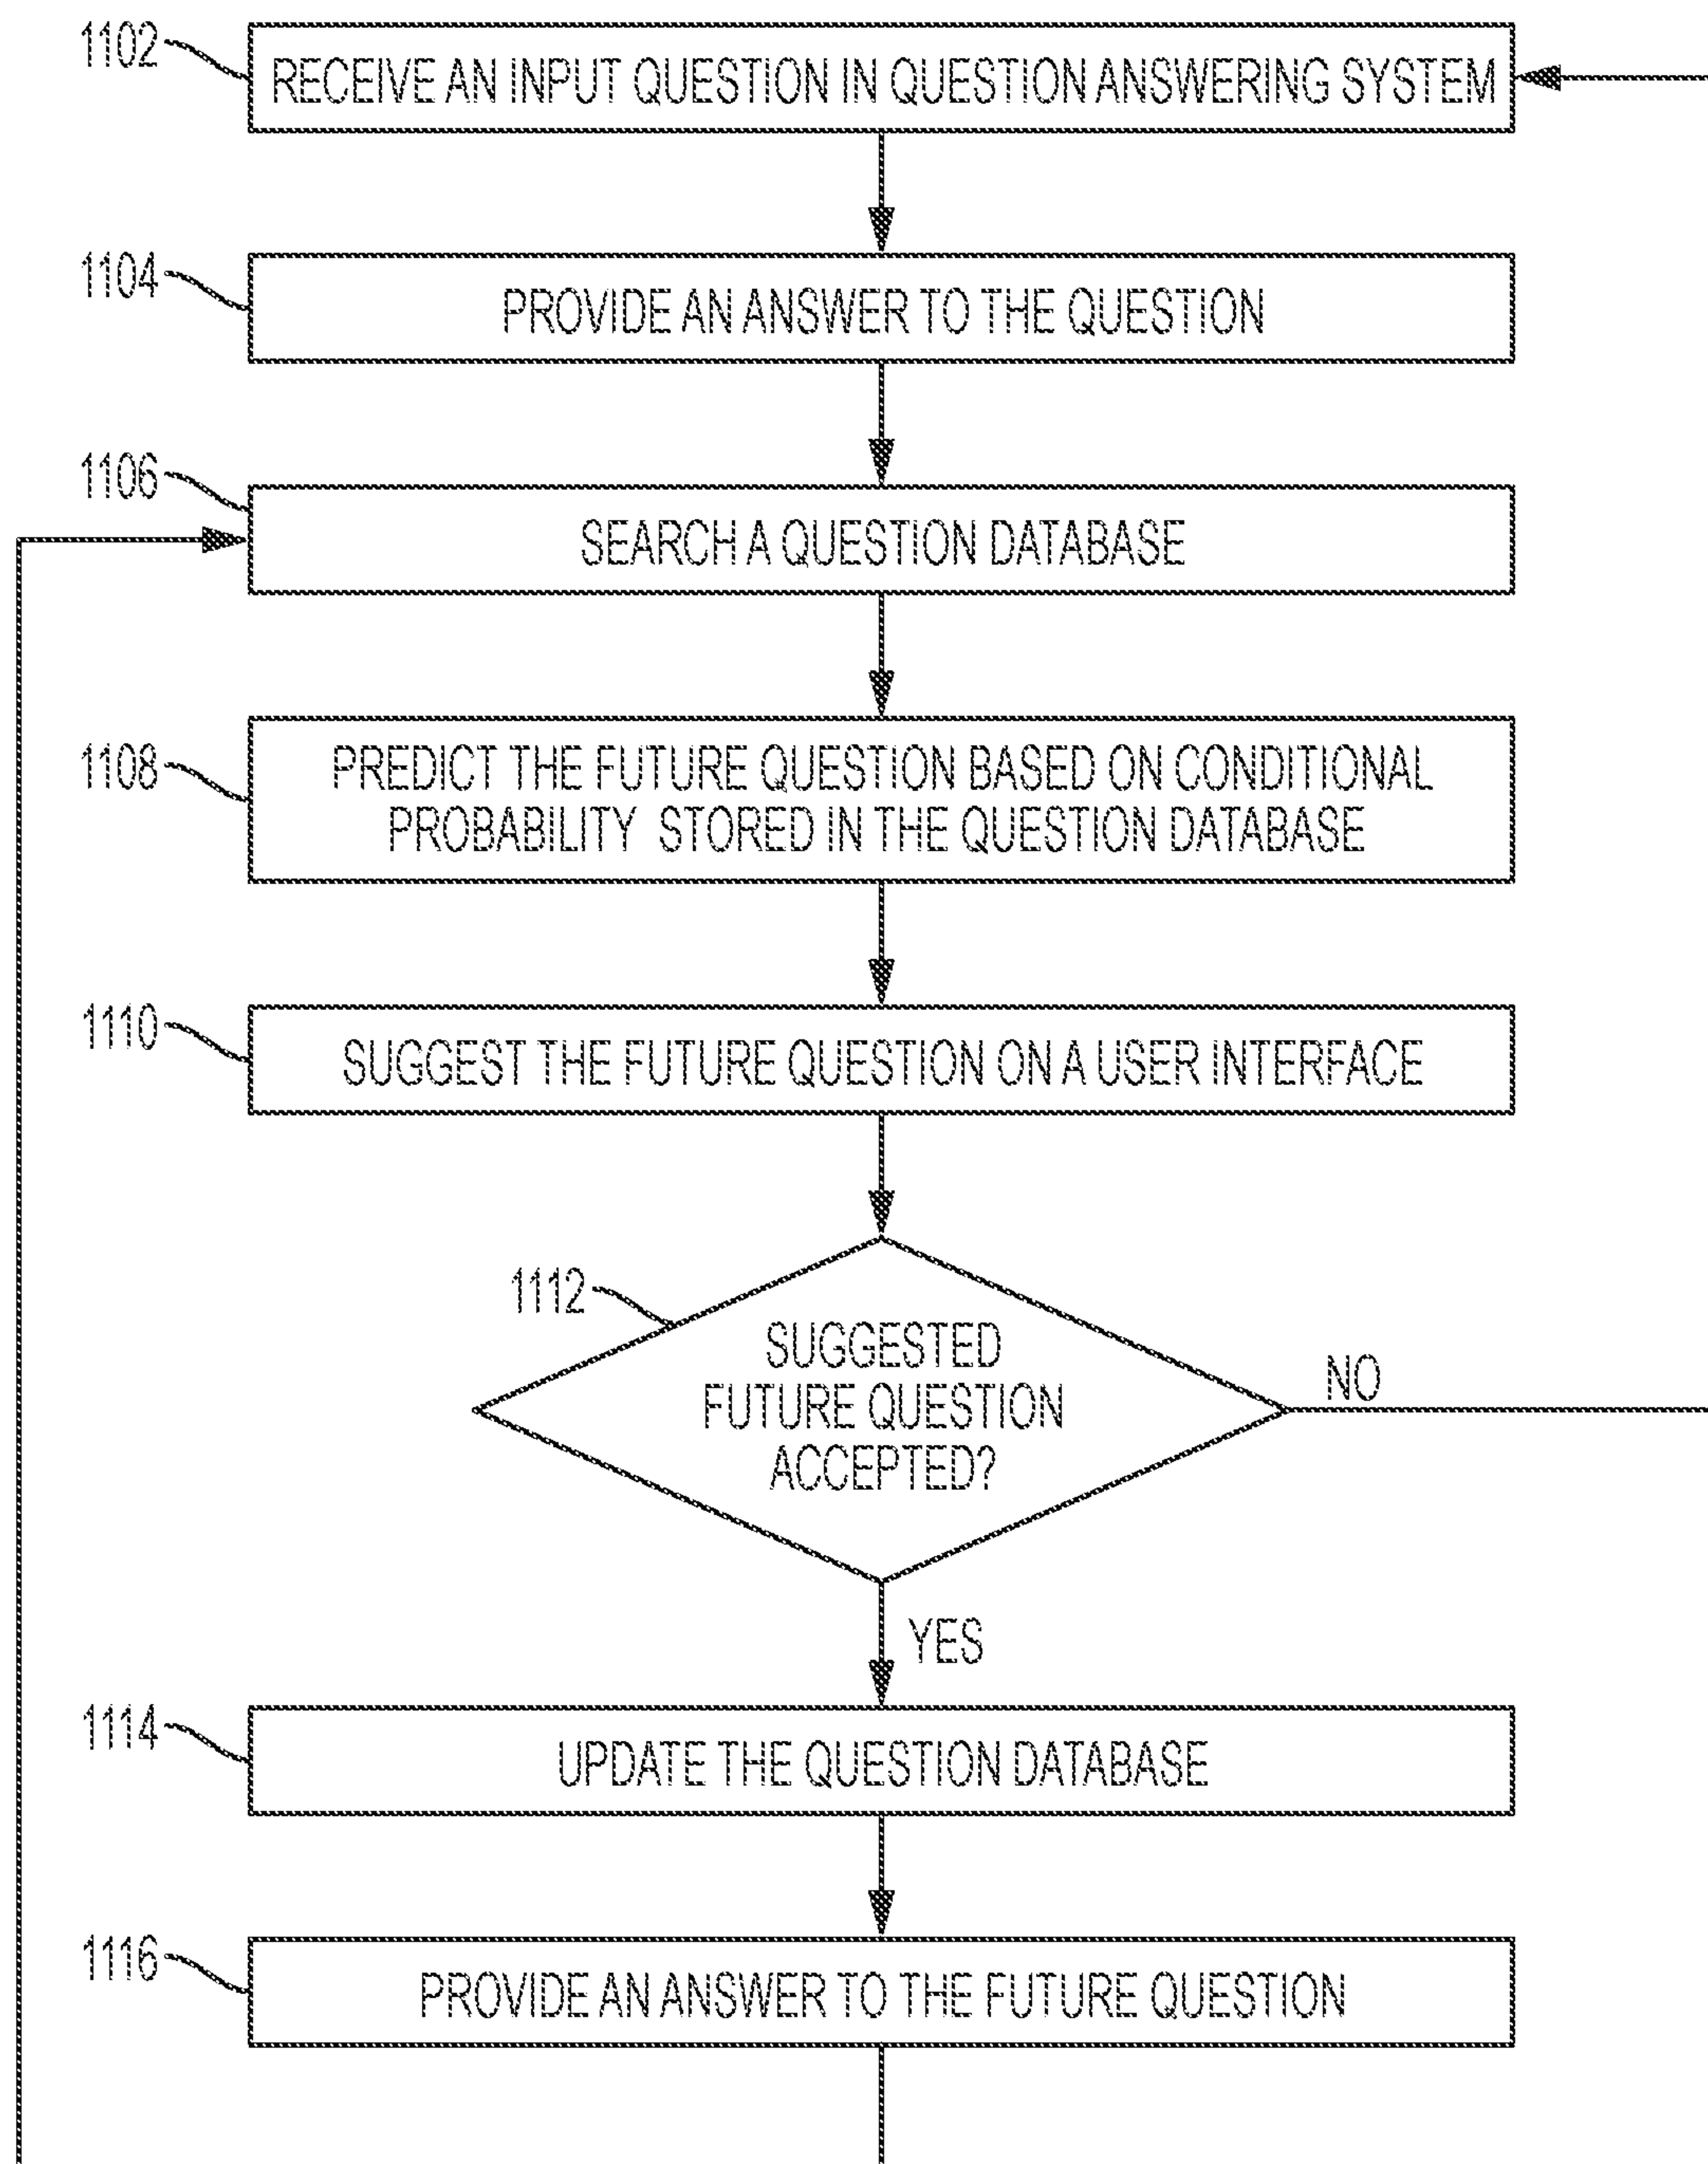 1102
RECEIVE AN INPUT QUESTION IN QUESTION ANSWERING SYSTEM
1104
PROVIDE AN ANSWER TO THE QUESTION
1106
SEARCH A QUESTION DATABASE
1108
PREDICT THE FUTURE QUESTION BASED ON CONDITIONAL
PROBABILITY STORED IN THE QUESTION DATABASE
1110
SUGGEST THE FUTURE QUESTION ON A USER INTERFACE
1112
SUGGESTED
FUTURE QUESTION
ACCEPTED?
NO
YES
1114
UPDATE THE QUESTION DATABASE
1116
PROVIDE AN ANSWER TO THE FUTURE QUESTION